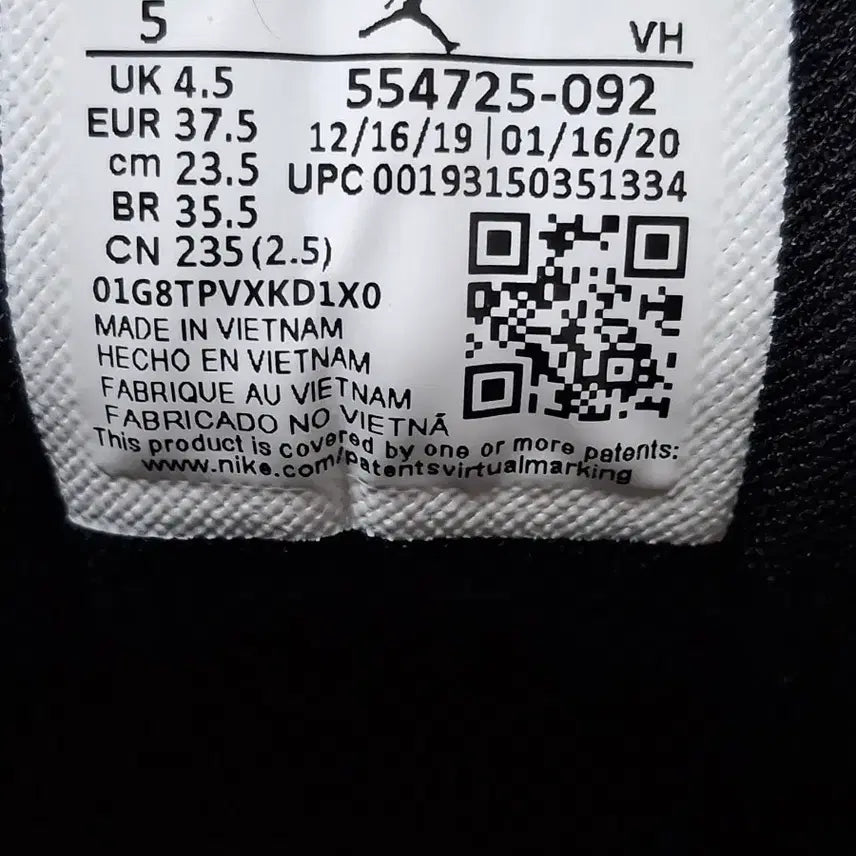 5 VH
UK 4.5
EUR 37.5
cm 23.5
BR 35.5
CN 235 (2.5)
554725-092
12/16/19 | 01/16/20
UPC 00193150351334
01G8TPVXKD1X0
MADE IN VIETNAM
HECHO EN VIETNAM
FABRIQUE AU VIETNAM
FABRICADO NO VIETNÃ
This product is covered by one or more patents:
www.nike.com/patentsvirtualmarking